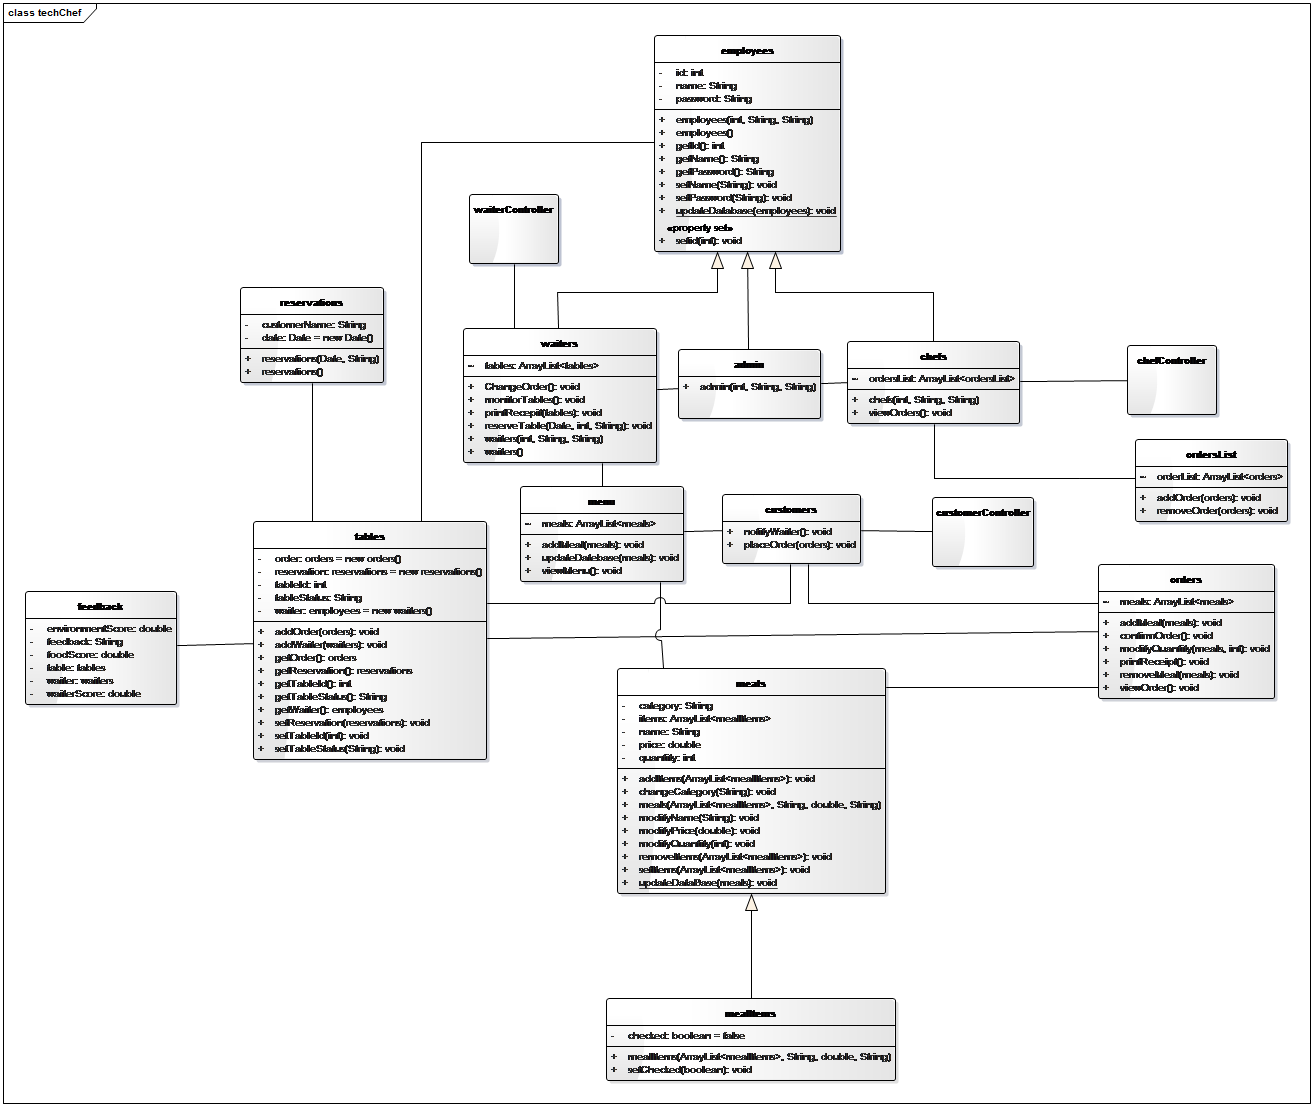 class techChef
employees
- id: int
- name: String
- password: String
+ employees(int, String, String)
+ employees()
+ getId(): int
+ getName(): String
+ getPassword(): String
+ setName(String): void
+ setPassword(String): void
+ updateDatabase(employees): void
«property set»
+ setid(int): void
waiterController
reservations
- customerName: String
- date: Date = new Date()
+ reservations(Date, String)
+ reservations()
waiters
~ tables: ArrayList<tables>
+ ChangeOrder(): void
+ monitorTables(): void
+ printRecepit(tables): void
+ reserveTable(Date, int, String): void
+ waiters(int, String, String)
+ waiters()
admin
+ admin(int, String, String)
chefs
~ ordersList: ArrayList<ordersList>
+ chefs(int, String, String)
+ viewOrders(): void
chefController
ordersList
~ orderList: ArrayList<orders>
+ addOrder(orders): void
+ removeOrder(orders): void
menu
~ meals: ArrayList<meals>
+ addMeal(meals): void
+ updateDatebase(meals): void
+ viewMenu(): void
customers
+ notifyWaiter(): void
+ placeOrder(orders): void
customerController
tables
- order: orders = new orders()
- reservation: reservations = new reservations()
- tableId: int
- tableStatus: String
- waiter: employees = new waiters()
+ addOrder(orders): void
+ addWaiter(waiters): void
+ getOrder(): orders
+ getReservation(): reservations
+ getTableId(): int
+ getTableStatus(): String
+ getWaiter(): employees
+ setReservation(reservations): void
+ setTableId(int): void
+ setTableStatus(String): void
feedback
- environmentScore: double
- feedback: String
- foodScore: double
- table: tables
- waiter: waiters
- waiterScore: double
orders
~ meals: ArrayList<meals>
+ addMeal(meals): void
+ confirmOrder(): void
+ modifyQuantity(meals, int): void
+ printReceipt(): void
+ removeMeal(meals): void
+ viewOrder(): void
meals
- category: String
- items: ArrayList<mealItems>
- name: String
- price: double
- quantity: int
+ addItems(ArrayList<mealItems>): void
+ changeCategory(String): void
+ meals(ArrayList<mealItems>, String, double, String)
+ modifyName(String): void
+ modifyPrice(double): void
+ modifyQuantity(int): void
+ removeItems(ArrayList<mealItems>): void
+ setItems(ArrayList<mealItems>): void
+ updateDataBase(meals): void
mealItems
- checked: boolean = false
+ mealItems(ArrayList<mealItems>, String, double, String)
+ setChecked(boolean): void